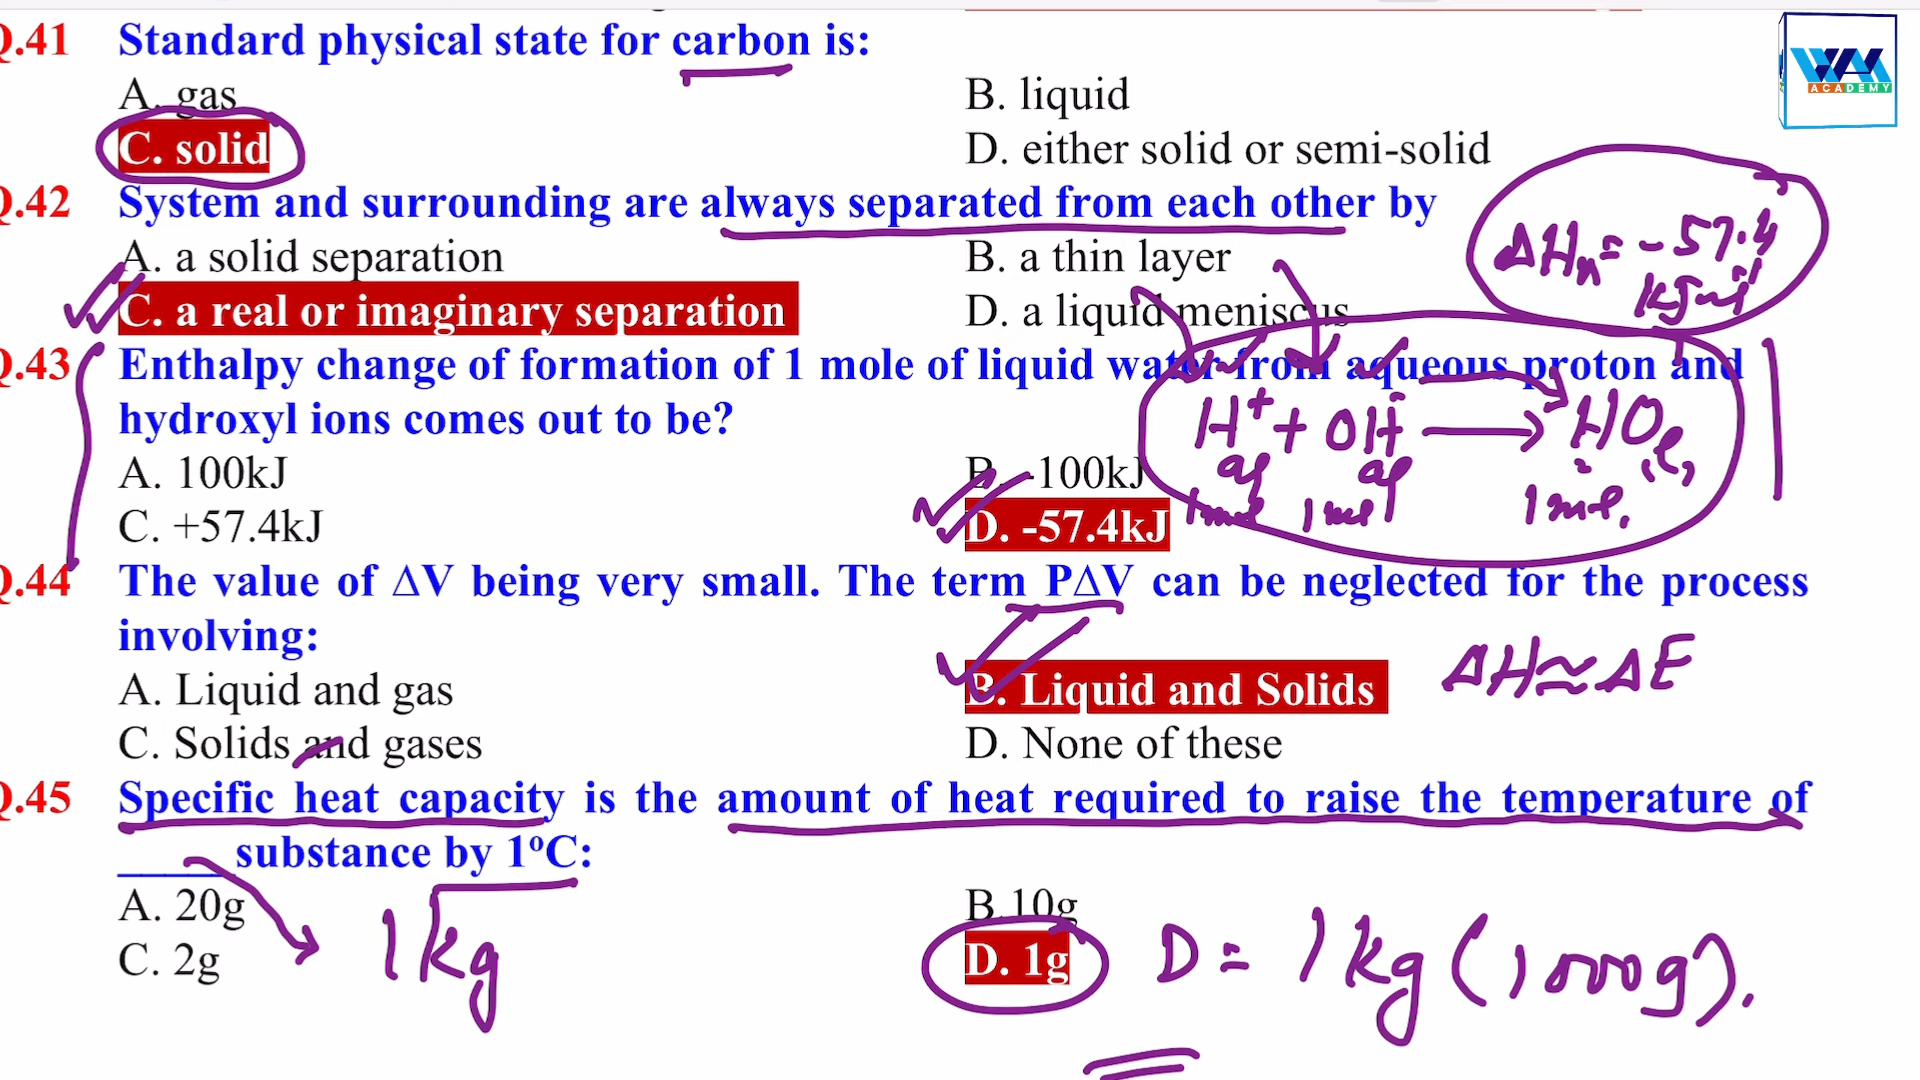 Q.41 Standard physical state for carbon is:
A. gas B. liquid
C. solid D. either solid or semi-solid
WM ACADEMY
Q.42 System and surrounding are always separated from each other by
A. a solid separation B. a thin layer
C. a real or imaginary separation D. a liquid meniscus
ΔHn = -57.4
kJmol⁻¹
Q.43 Enthalpy change of formation of 1 mole of liquid water from aqueous proton and
hydroxyl ions comes out to be?
H⁺ + OH⁻ → H₂O(l)
aq aq
1mol 1mol 1mol.
A. 100kJ B. -100kJ
C. +57.4kJ D. -57.4kJ
Q.44 The value of ΔV being very small. The term PΔV can be neglected for the process
involving:
A. Liquid and gas B. Liquid and Solids
C. Solids and gases D. None of these
ΔH ≃ ΔE
Q.45 Specific heat capacity is the amount of heat required to raise the temperature of
_____ substance by 1ºC:
A. 20g B. 10g
C. 2g D. 1g
1kg
D = 1kg (1000g).